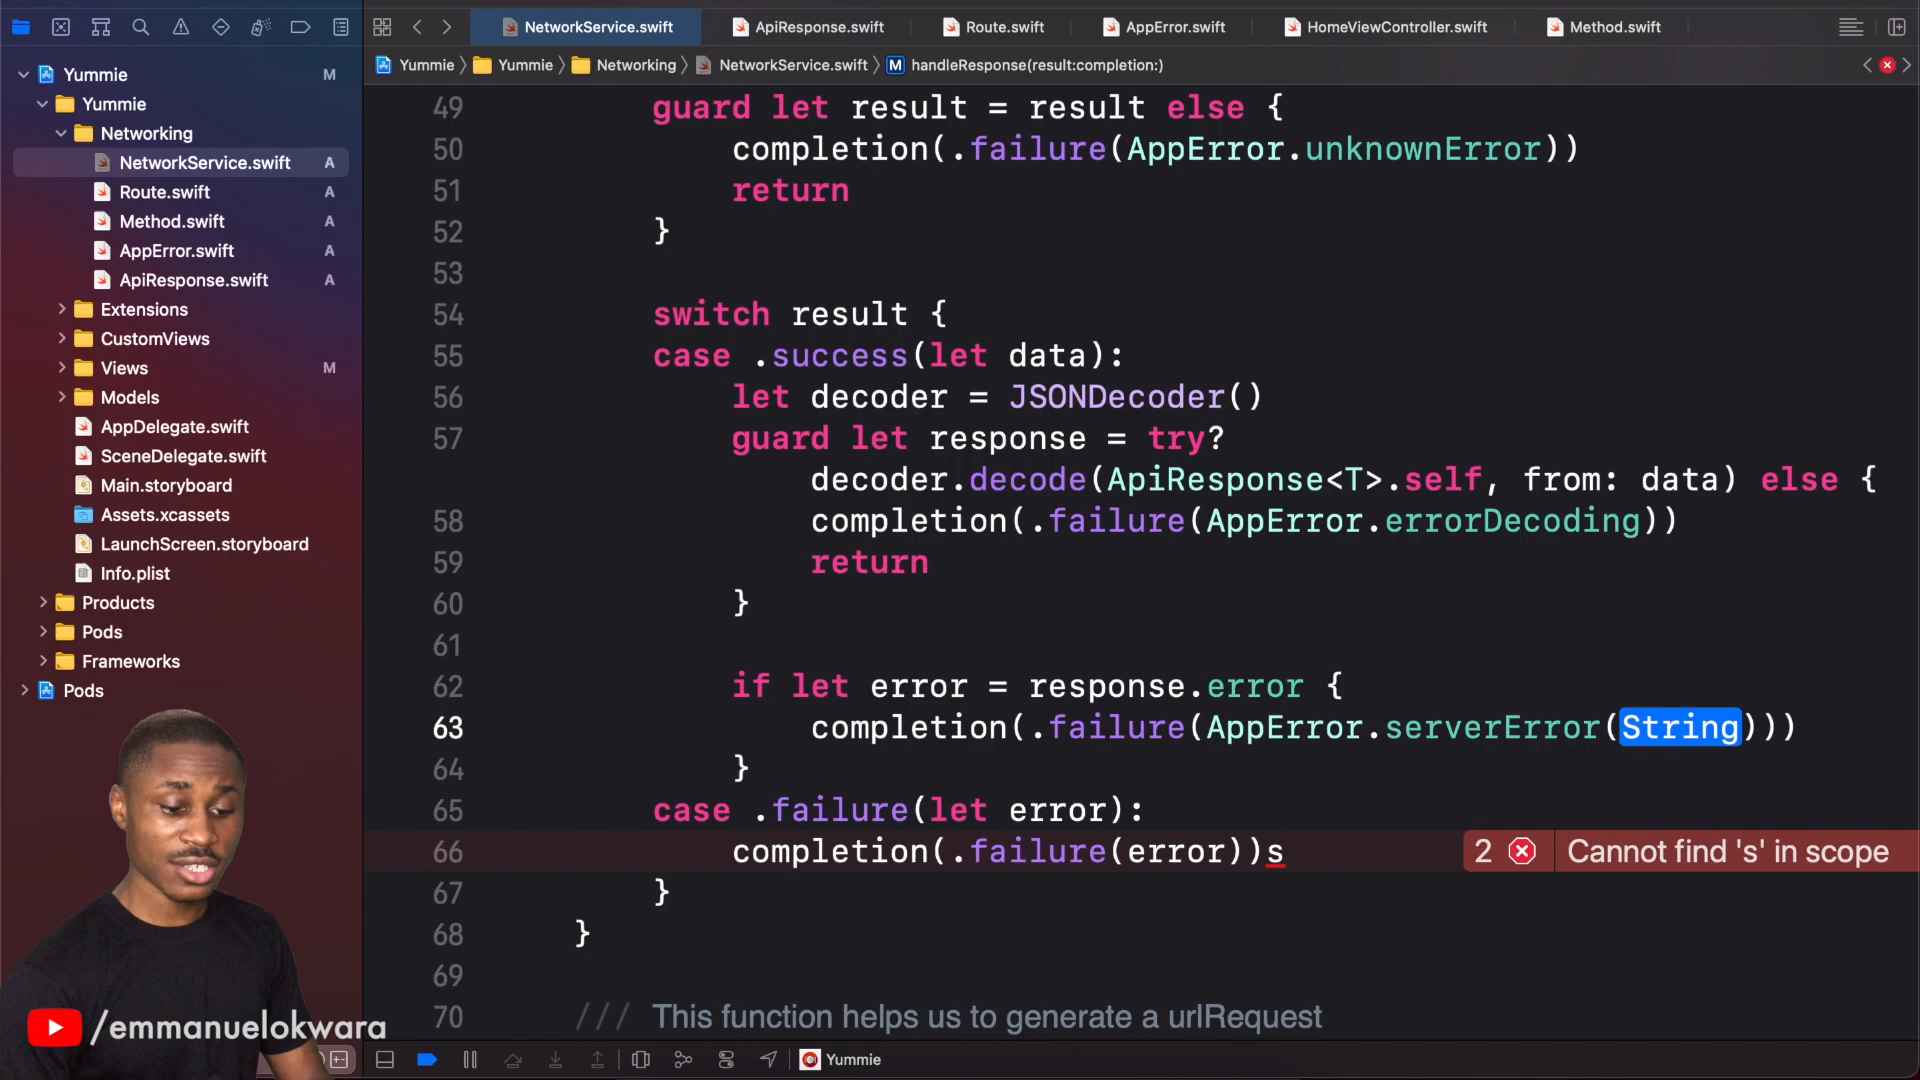 NetworkService.swift
ApiResponse.swift
Route.swift
AppError.swift
HomeViewController.swift
Method.swift
Yummie
Yummie
Networking
NetworkService.swift
M
handleResponse(result:completion:)
Yummie M
Yummie
Networking
NetworkService.swift A
Route.swift A
Method.swift A
AppError.swift A
ApiResponse.swift A
Extensions
CustomViews
Views M
Models
AppDelegate.swift
SceneDelegate.swift
Main.storyboard
Assets.xcassets
LaunchScreen.storyboard
Info.plist
Products
Pods
Frameworks
Pods
49 guard let result = result else {
50 completion(.failure(AppError.unknownError))
51 return
52 }
53
54 switch result {
55 case .success(let data):
56 let decoder = JSONDecoder()
57 guard let response = try?
decoder.decode(ApiResponse<T>.self, from: data) else {
58 completion(.failure(AppError.errorDecoding))
59 return
60 }
61
62 if let error = response.error {
63 completion(.failure(AppError.serverError(String)))
64 }
65 case .failure(let error):
66 completion(.failure(error))s 2 Cannot find 's' in scope
67 }
68 }
69
70 /// This function helps us to generate a urlRequest
/emmanuelokwara
Yummie